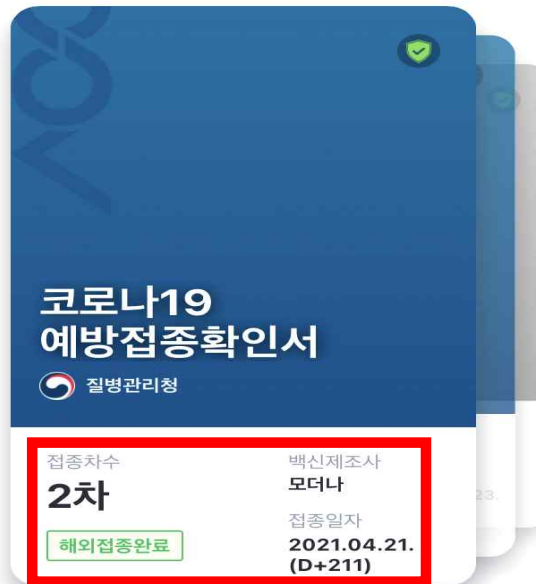 코로나19
예방접종확인서
질병관리청
접종차수
2차
해외접종완료
백신제조사
모더나
접종일자
2021.04.21.
(D+211)
23.